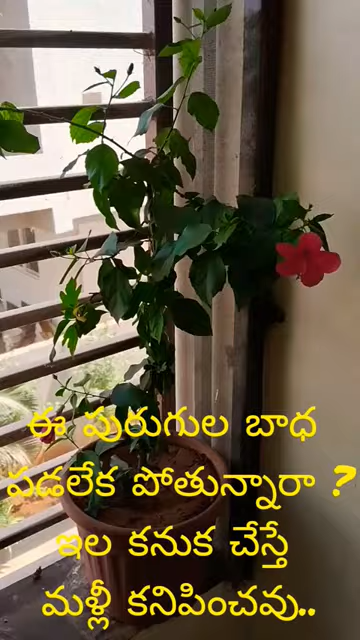 ఈ పురుగుల బాధ
పడలేక పోతున్నారా ?
ఇల కనుక చేస్తే
మళ్లీ కనిపించవు..